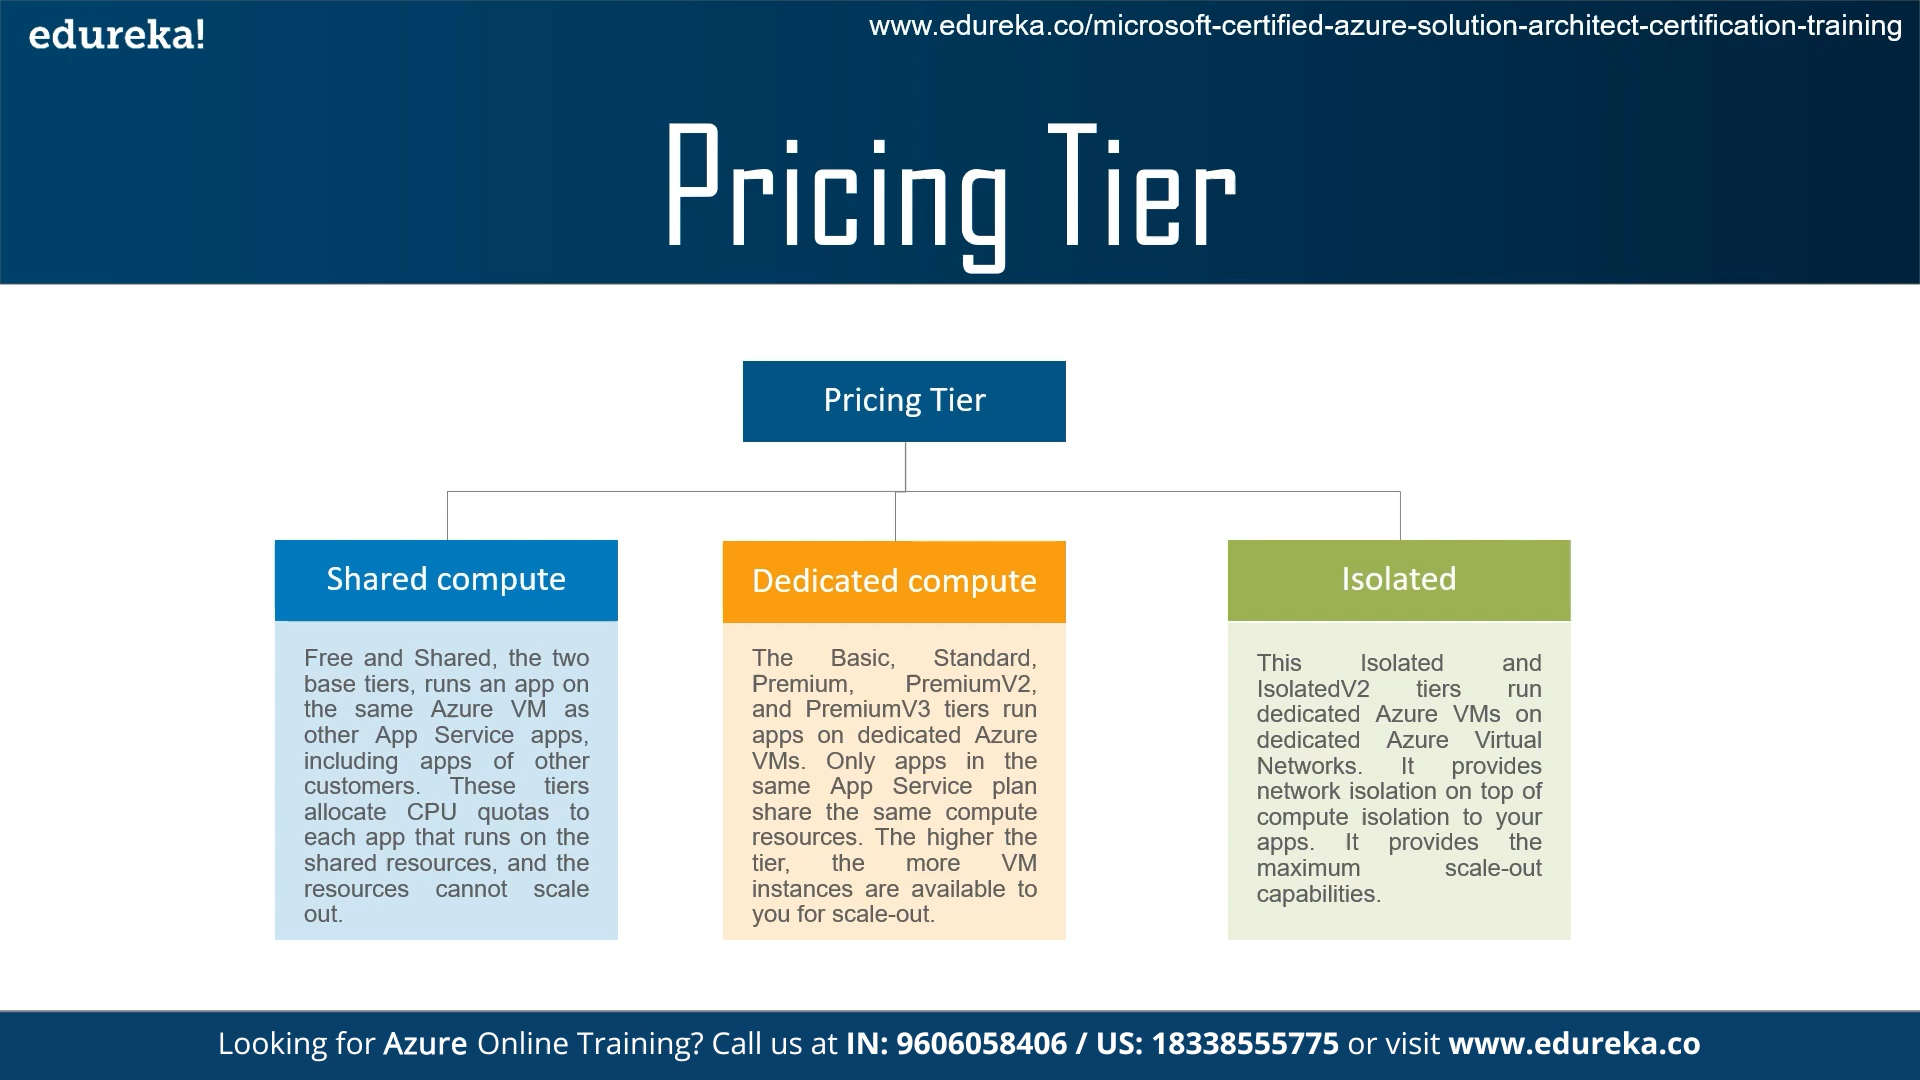 edureka!
www.edureka.co/microsoft-certified-azure-solution-architect-certification-training
Pricing Tier
Pricing Tier
Shared compute
Free and Shared, the two
base tiers, runs an app on
the same Azure VM as
other App Service apps,
including apps of other
customers. These tiers
allocate CPU quotas to
each app that runs on the
shared resources, and the
resources cannot scale
out.
Dedicated compute
The Basic, Standard,
Premium, PremiumV2,
and PremiumV3 tiers run
apps on dedicated Azure
VMs. Only apps in the
same App Service plan
share the same compute
resources. The higher the
tier, the more VM
instances are available to
you for scale-out.
Isolated
This Isolated and
IsolatedV2 tiers run
dedicated Azure VMs on
dedicated Azure Virtual
Networks. It provides
network isolation on top of
compute isolation to your
apps. It provides the
maximum scale-out
capabilities.
Looking for Azure Online Training? Call us at IN: 9606058406 / US: 18338555775 or visit www.edureka.co